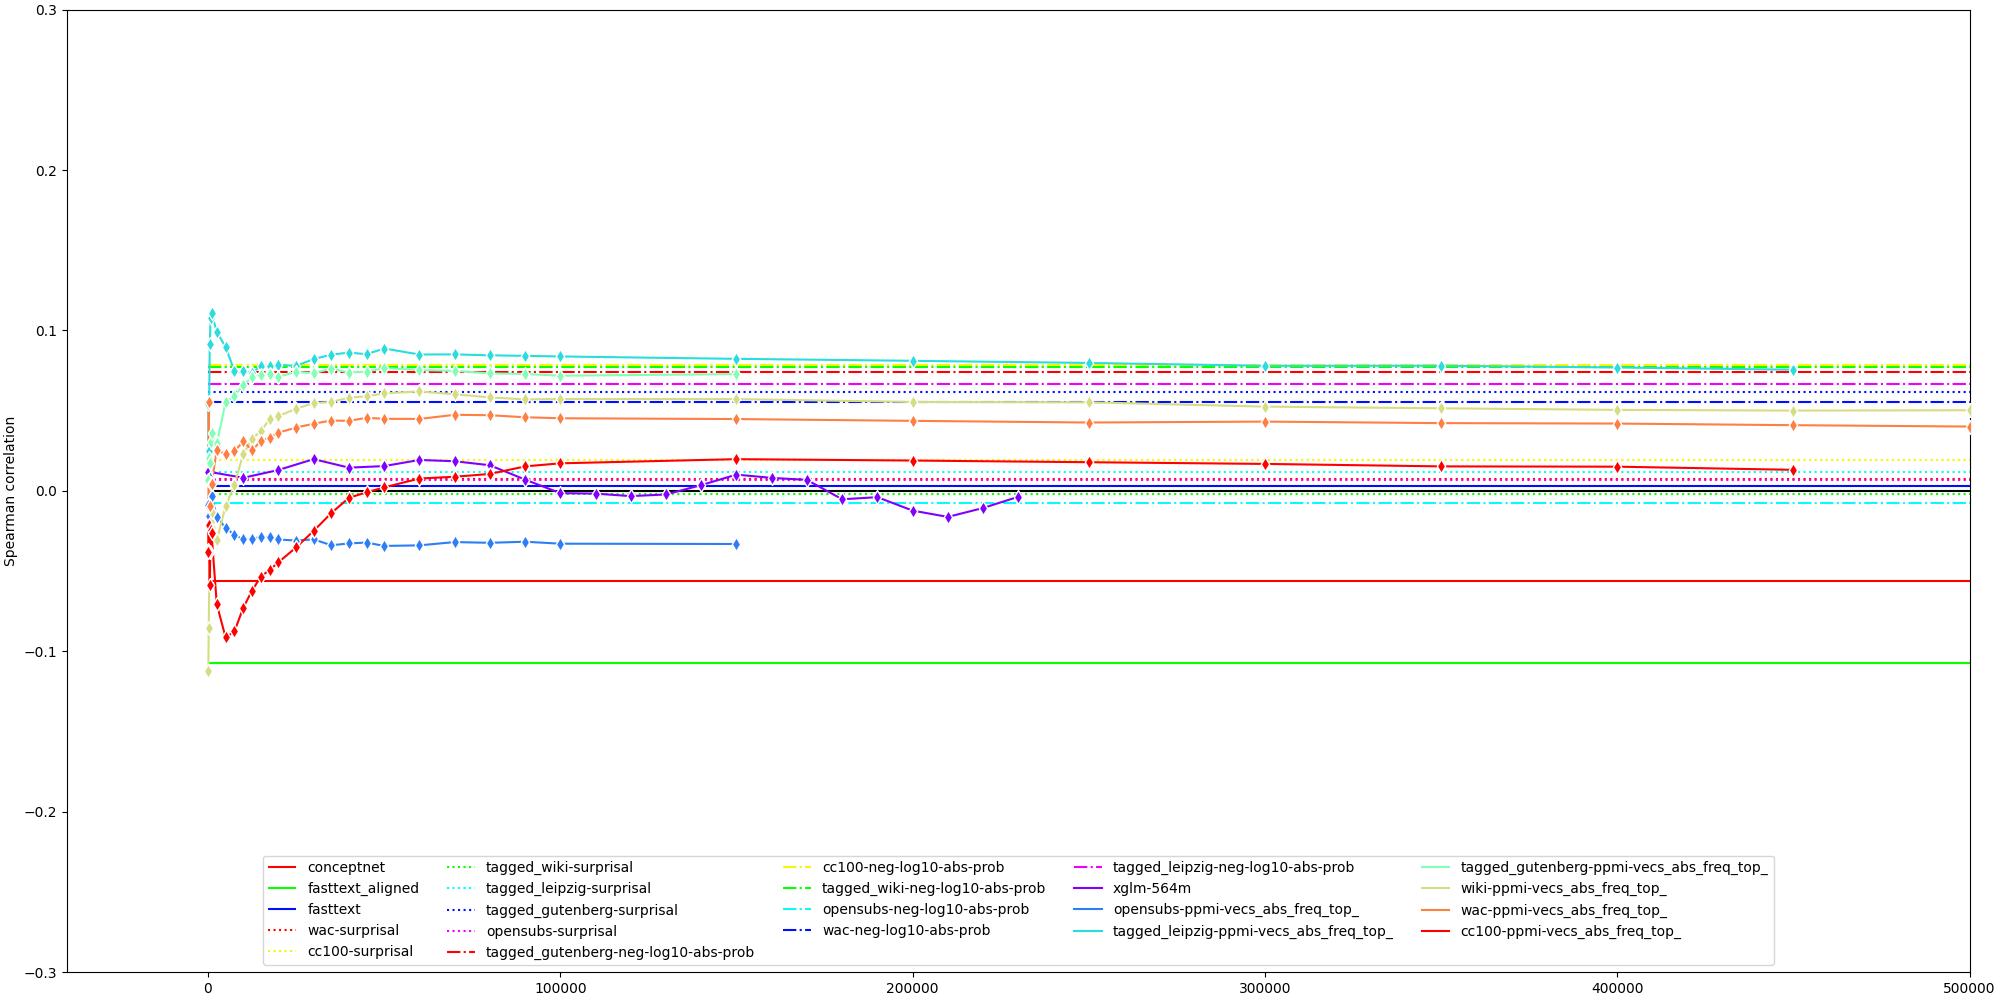 0.3
0.2
0.1
0.0
−0.1
−0.2
−0.3
Spearman correlation
conceptnet
fasttext_aligned
fasttext
wac-surprisal
cc100-surprisal
tagged_wiki-surprisal
tagged_leipzig-surprisal
tagged_gutenberg-surprisal
opensubs-surprisal
tagged_gutenberg-neg-log10-abs-prob
cc100-neg-log10-abs-prob
tagged_wiki-neg-log10-abs-prob
opensubs-neg-log10-abs-prob
wac-neg-log10-abs-prob
tagged_leipzig-neg-log10-abs-prob
xglm-564m
opensubs-ppmi-vecs_abs_freq_top_
tagged_leipzig-ppmi-vecs_abs_freq_top_
tagged_gutenberg-ppmi-vecs_abs_freq_top_
wiki-ppmi-vecs_abs_freq_top_
wac-ppmi-vecs_abs_freq_top_
cc100-ppmi-vecs_abs_freq_top_
0 100000 200000 300000 400000 500000